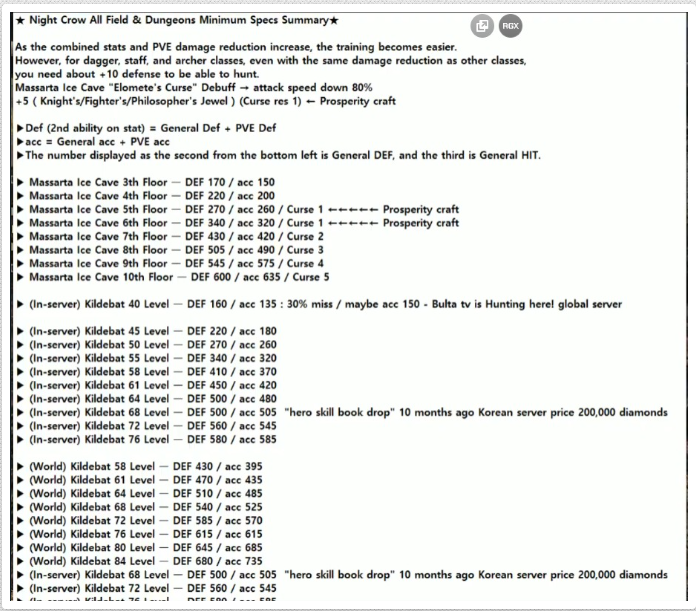 ★ Night Crow All Field & Dungeons Minimum Specs Summary★
RGX
As the combined stats and PVE damage reduction increase, the training becomes easier.
However, for dagger, staff, and archer classes, even with the same damage reduction as other classes,
you need about +10 defense to be able to hunt.
Massarta Ice Cave "Elomete's Curse" Debuff → attack speed down 80%
+5 ( Knight's/Fighter's/Philosopher's Jewel ) (Curse res 1) ← Prosperity craft
▶Def (2nd ability on stat) = General Def + PVE Def
▶acc = General acc + PVE acc
▶The number displayed as the second from the bottom left is General DEF, and the third is General HIT.
▶ Massarta Ice Cave 3th Floor — DEF 170 / acc 150
▶ Massarta Ice Cave 4th Floor — DEF 220 / acc 200
▶ Massarta Ice Cave 5th Floor — DEF 270 / acc 260 / Curse 1 ←←←←← Prosperity craft
▶ Massarta Ice Cave 6th Floor — DEF 340 / acc 320 / Curse 1 ←←←←← Prosperity craft
▶ Massarta Ice Cave 7th Floor — DEF 430 / acc 420 / Curse 2
▶ Massarta Ice Cave 8th Floor — DEF 505 / acc 490 / Curse 3
▶ Massarta Ice Cave 9th Floor — DEF 545 / acc 575 / Curse 4
▶ Massarta Ice Cave 10th Floor — DEF 600 / acc 635 / Curse 5
▶ (In-server) Kildebat 40 Level — DEF 160 / acc 135 : 30% miss / maybe acc 150 - Bulta tv is Hunting here! global server
▶ (In-server) Kildebat 45 Level — DEF 220 / acc 180
▶ (In-server) Kildebat 50 Level — DEF 270 / acc 260
▶ (In-server) Kildebat 55 Level — DEF 340 / acc 320
▶ (In-server) Kildebat 58 Level — DEF 410 / acc 370
▶ (In-server) Kildebat 61 Level — DEF 450 / acc 420
▶ (In-server) Kildebat 64 Level — DEF 500 / acc 480
▶ (In-server) Kildebat 68 Level — DEF 500 / acc 505 "hero skill book drop" 10 months ago Korean server price 200,000 diamonds
▶ (In-server) Kildebat 72 Level — DEF 560 / acc 545
▶ (In-server) Kildebat 76 Level — DEF 580 / acc 585
▶ (World) Kildebat 58 Level — DEF 430 / acc 395
▶ (World) Kildebat 61 Level — DEF 470 / acc 435
▶ (World) Kildebat 64 Level — DEF 510 / acc 485
▶ (World) Kildebat 68 Level — DEF 540 / acc 525
▶ (World) Kildebat 72 Level — DEF 585 / acc 570
▶ (World) Kildebat 76 Level — DEF 615 / acc 615
▶ (World) Kildebat 80 Level — DEF 645 / acc 685
▶ (World) Kildebat 84 Level — DEF 680 / acc 735
▶ (In-server) Kildebat 68 Level — DEF 500 / acc 505 "hero skill book drop" 10 months ago Korean server price 200,000 diamonds
▶ (In-server) Kildebat 72 Level — DEF 560 / acc 545
▶ (In-server) Kildebat 76 Level — DEF 580 / acc 585